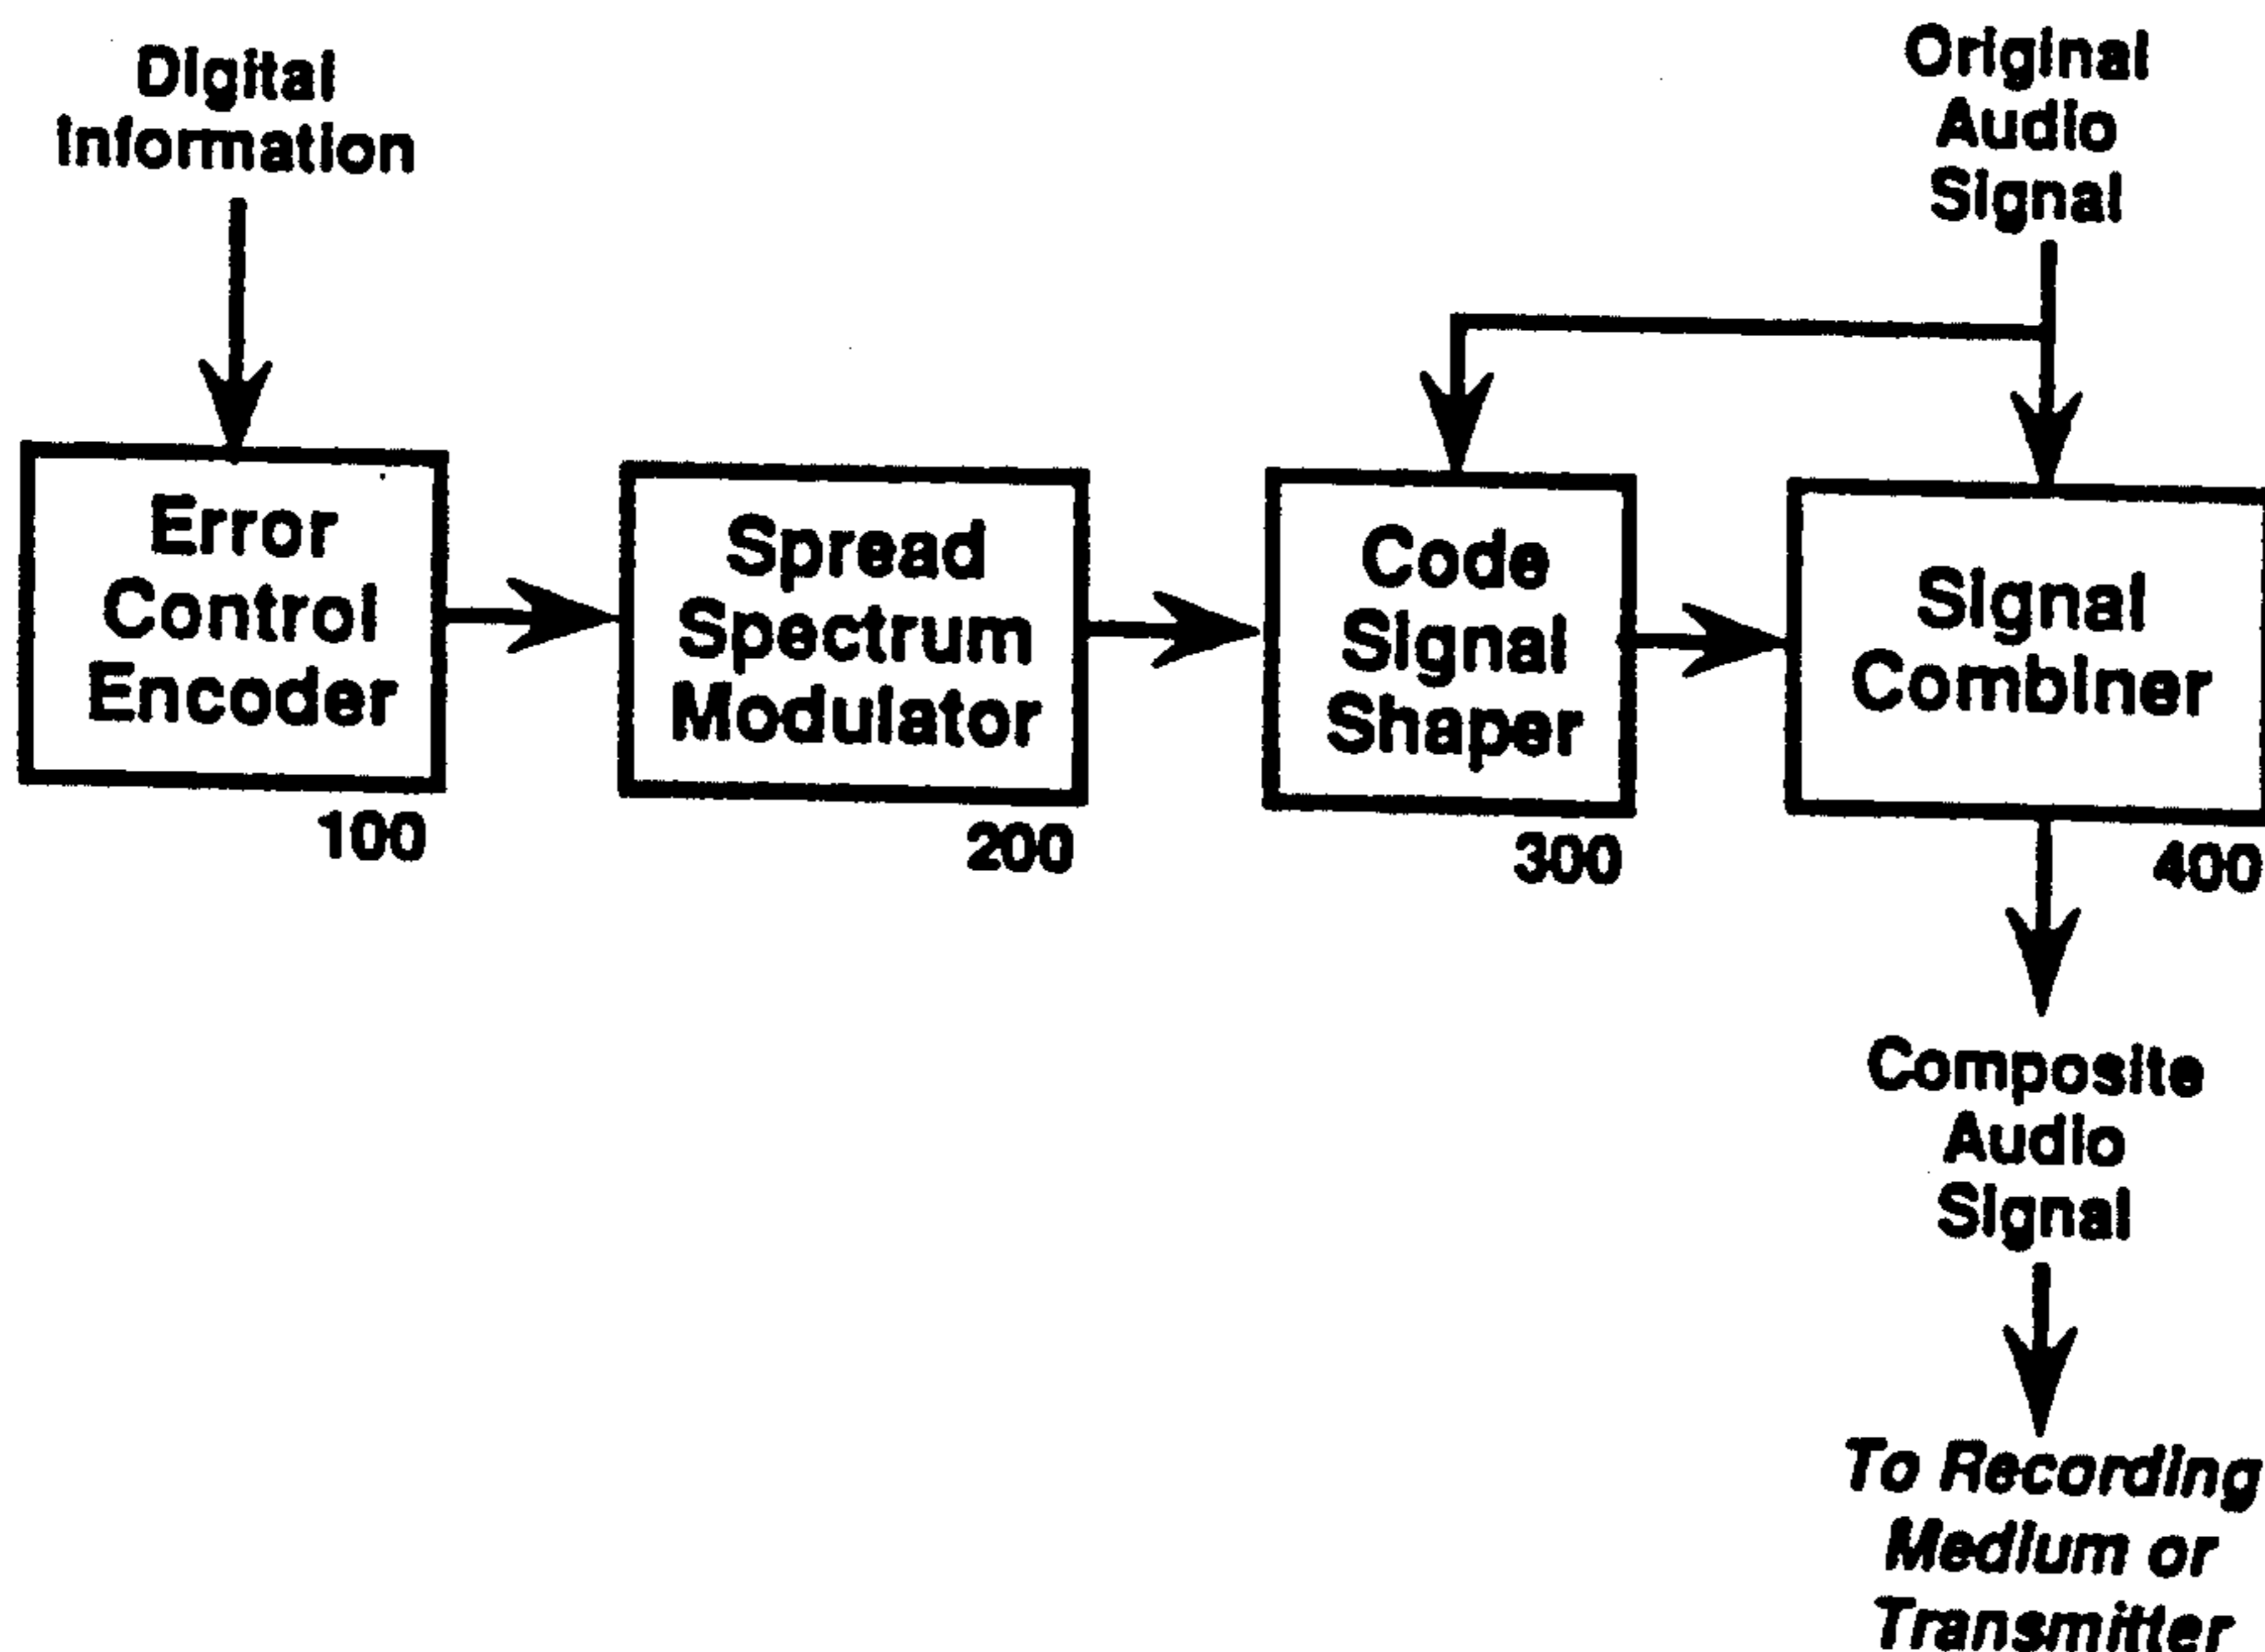 Digital
Information
Original
Audio
Signal
Error
Control
Encoder
100
Spread
Spectrum
Modulator
200
Code
Signal
Shaper
300
Signal
Combiner
400
Composite
Audio
Signal
To Recording
Medium or
Transmitter